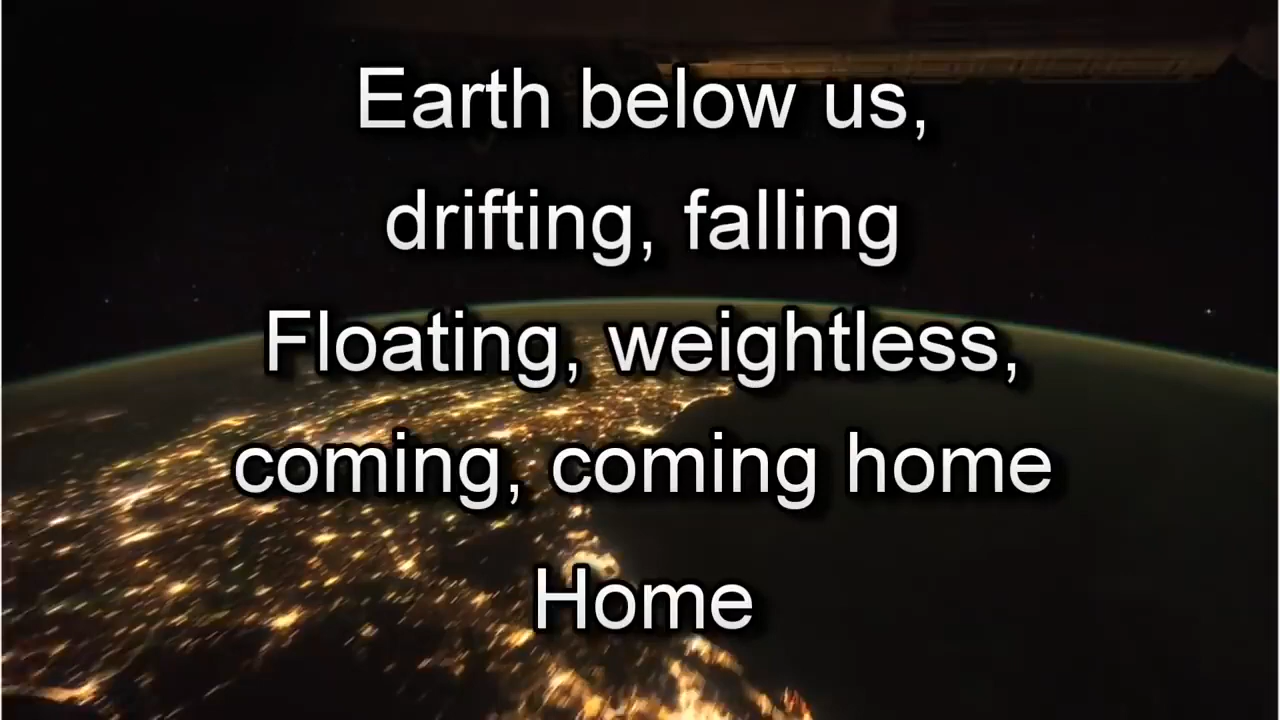 Earth below us,
drifting, falling
Floating, weightless,
coming, coming home
Home